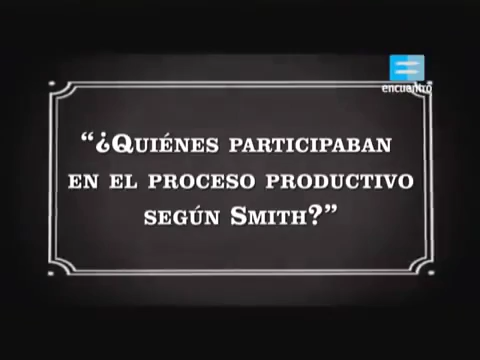 encuentro
“¿Quiénes participaban
en el proceso productivo
según Smith?”